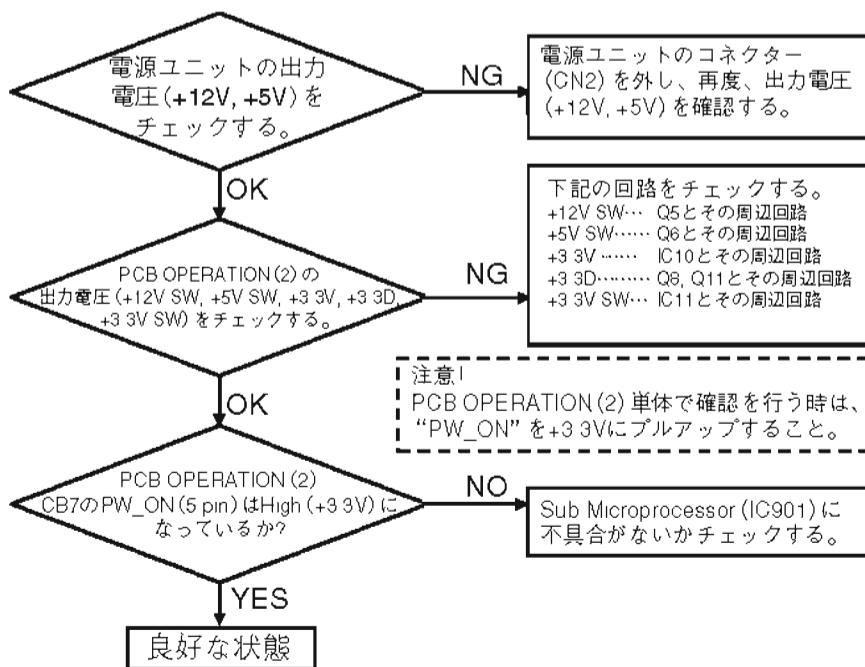 電源ユニットの出力
電圧(+12V, +5V)を
チェックする。
NG
電源ユニットのコネクター
(CN2)を外し、再度、出力電圧
(+12V, +5V)を確認する。
OK
PCB OPERATION(2)の
出力電圧(+12V SW, +5V SW, +3 3V, +3 3D,
+3 3V SW)をチェックする。
NG
下記の回路をチェックする。
+12V SW… Q5とその周辺回路
+5V SW…… Q6とその周辺回路
+3 3V …… IC10とその周辺回路
+3 3D……… Q8, Q11とその周辺回路
+3 3V SW… IC11とその周辺回路
注意!
PCB OPERATION(2)単体で確認を行う時は、
“PW_ON”を+3 3Vにプルアップすること。
OK
PCB OPERATION(2)
CB7のPW_ON(5 pin)はHigh(+3 3V)に
なっているか?
NO
Sub Microprocessor(IC901)に
不具合がないかチェックする。
YES
良好な状態